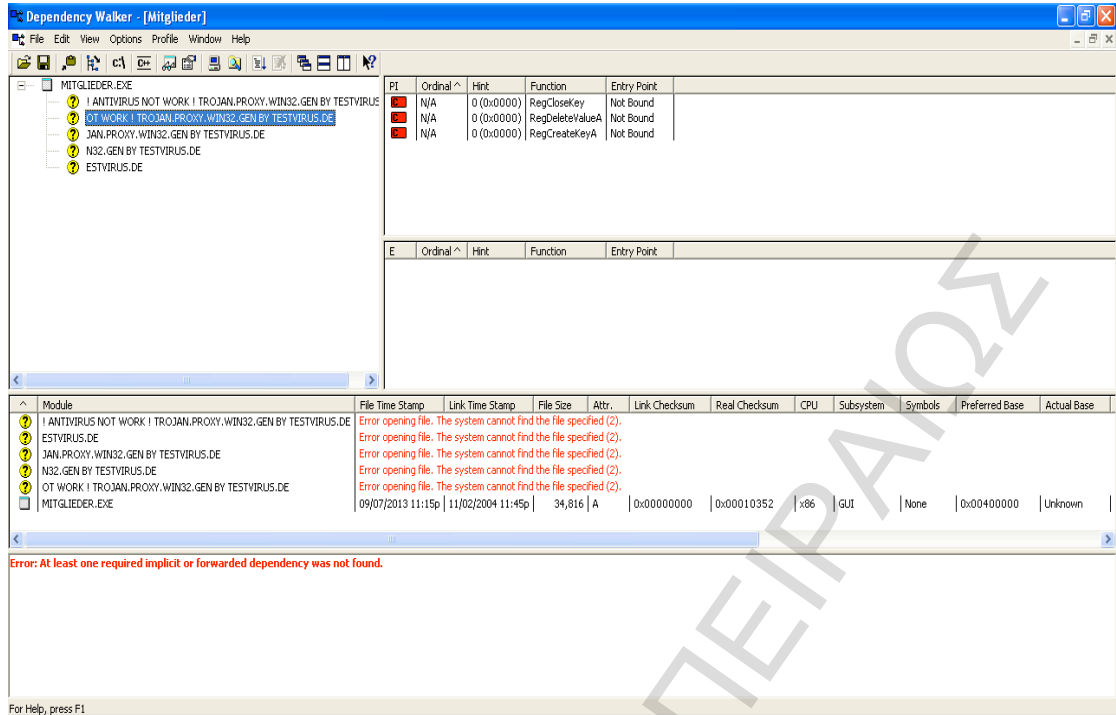 Dependency Walker - [Mitglieder]
File Edit View Options Profile Window Help
c:\ C++
MITGLIEDER.EXE
! ANTIVIRUS NOT WORK ! TROJAN.PROXY.WIN32.GEN BY TESTVIRUS
OT WORK ! TROJAN.PROXY.WIN32.GEN BY TESTVIRUS.DE
JAN.PROXY.WIN32.GEN BY TESTVIRUS.DE
N32.GEN BY TESTVIRUS.DE
ESTVIRUS.DE
PI Ordinal ^ Hint Function Entry Point
C N/A 0 (0x0000) RegCloseKey Not Bound
C N/A 0 (0x0000) RegDeleteValueA Not Bound
C N/A 0 (0x0000) RegCreateKeyA Not Bound
E Ordinal ^ Hint Function Entry Point
^ Module File Time Stamp Link Time Stamp File Size Attr. Link Checksum Real Checksum CPU Subsystem Symbols Preferred Base Actual Base
! ANTIVIRUS NOT WORK ! TROJAN.PROXY.WIN32.GEN BY TESTVIRUS.DE Error opening file. The system cannot find the file specified (2).
ESTVIRUS.DE Error opening file. The system cannot find the file specified (2).
JAN.PROXY.WIN32.GEN BY TESTVIRUS.DE Error opening file. The system cannot find the file specified (2).
N32.GEN BY TESTVIRUS.DE Error opening file. The system cannot find the file specified (2).
OT WORK ! TROJAN.PROXY.WIN32.GEN BY TESTVIRUS.DE Error opening file. The system cannot find the file specified (2).
MITGLIEDER.EXE 09/07/2013 11:15p 11/02/2004 11:45p 34,816 A 0x00000000 0x00010352 x86 GUI None 0x00400000 Unknown
Error: At least one required implicit or forwarded dependency was not found.
For Help, press F1
ΠΕΙΡΑΙΩΣ